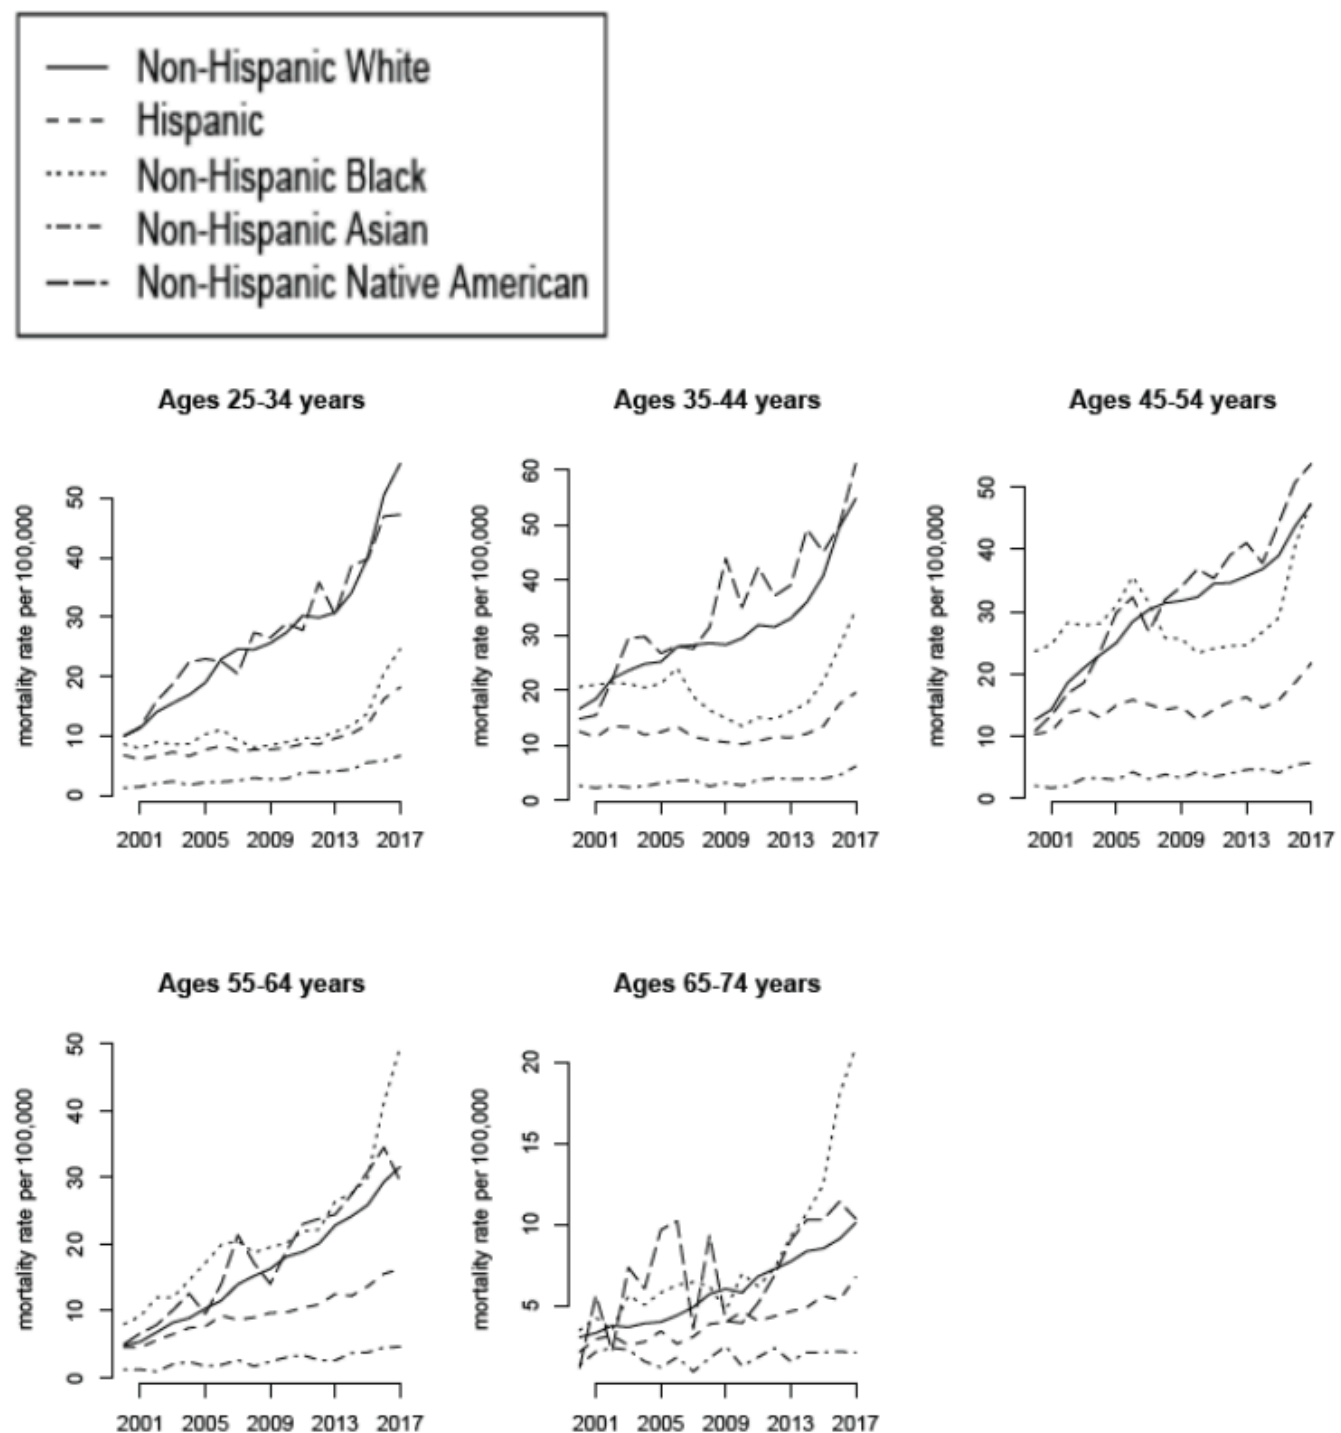 Non-Hispanic White
Hispanic
Non-Hispanic Black
Non-Hispanic Asian
Non-Hispanic Native American
Ages 25-34 years
mortality rate per 100,000
50
40
30
20
10
0
2001 2005 2009 2013 2017
Ages 35-44 years
mortality rate per 100,000
60
50
40
30
20
10
0
2001 2005 2009 2013 2017
Ages 45-54 years
mortality rate per 100,000
50
40
30
20
10
0
2001 2005 2009 2013 2017
Ages 55-64 years
mortality rate per 100,000
50
40
30
20
10
0
2001 2005 2009 2013 2017
Ages 65-74 years
mortality rate per 100,000
20
15
10
5
2001 2005 2009 2013 2017